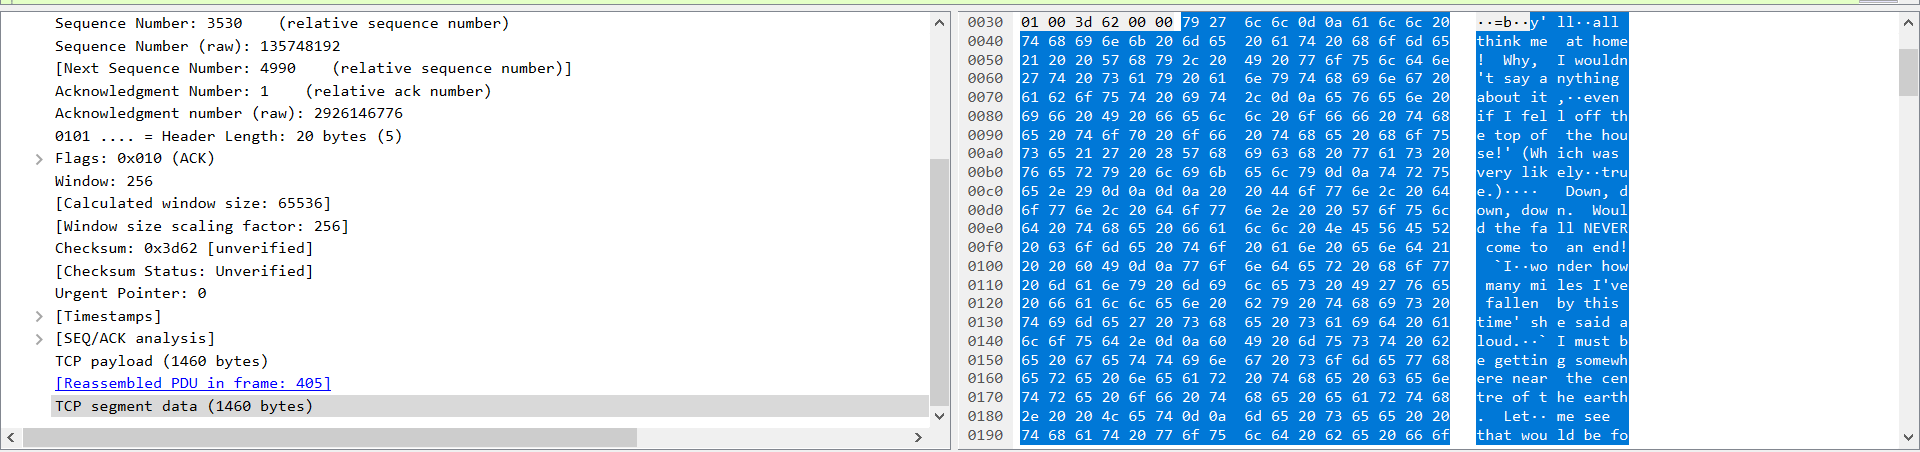 Sequence Number: 3530    (relative sequence number)
Sequence Number (raw): 135748192
[Next Sequence Number: 4990    (relative sequence number)]
Acknowledgment Number: 1    (relative ack number)
Acknowledgment number (raw): 2926146776
0101 .... = Header Length: 20 bytes (5)
Flags: 0x010 (ACK)
Window: 256
[Calculated window size: 65536]
[Window size scaling factor: 256]
Checksum: 0x3d62 [unverified]
[Checksum Status: Unverified]
Urgent Pointer: 0
[Timestamps]
[SEQ/ACK analysis]
TCP payload (1460 bytes)
[Reassembled PDU in frame: 405]
TCP segment data (1460 bytes)
0030  01 00 3d 62 00 00 79 27  6c 6c 0d 0a 61 6c 6c 20  ··=b··y' ll··all
0040  74 68 69 6e 6b 20 6d 65  20 61 74 20 68 6f 6d 65  think me  at home
0050  21 20 20 57 68 79 2c 20  49 20 77 6f 75 6c 64 6e  !  Why,  I wouldn
0060  27 74 20 73 61 79 20 61  6e 79 74 68 69 6e 67 20  't say a nything
0070  61 62 6f 75 74 20 69 74  2c 0d 0a 65 76 65 6e 20  about it ,··even
0080  69 66 20 49 20 66 65 6c  6c 20 6f 66 66 20 74 68  if I fel l off th
0090  65 20 74 6f 70 20 6f 66  20 74 68 65 20 68 6f 75  e top of  the hou
00a0  73 65 21 27 20 28 57 68  69 63 68 20 77 61 73 20  se!' (Wh ich was
00b0  76 65 72 79 20 6c 69 6b  65 6c 79 0d 0a 74 72 75  very lik ely··tru
00c0  65 2e 29 0d 0a 0d 0a 20  20 44 6f 77 6e 2c 20 64  e.)····   Down, d
00d0  6f 77 6e 2c 20 64 6f 77  6e 2e 20 20 57 6f 75 6c  own, dow n.  Woul
00e0  64 20 74 68 65 20 66 61  6c 6c 20 4e 45 56 45 52  d the fa ll NEVER
00f0  20 63 6f 6d 65 20 74 6f  20 61 6e 20 65 6e 64 21   come to  an end!
0100  20 20 60 49 0d 0a 77 6f  6e 64 65 72 20 68 6f 77    `I··wo nder how
0110  20 6d 61 6e 79 20 6d 69  6c 65 73 20 49 27 76 65   many mi les I've
0120  20 66 61 6c 6c 65 6e 20  62 79 20 74 68 69 73 20   fallen  by this
0130  74 69 6d 65 27 20 73 68  65 20 73 61 69 64 20 61  time' sh e said a
0140  6c 6f 75 64 2e 0d 0a 60  49 20 6d 75 73 74 20 62  loud.··` I must b
0150  65 20 67 65 74 74 69 6e  67 20 73 6f 6d 65 77 68  e gettin g somewh
0160  65 72 65 20 6e 65 61 72  20 74 68 65 20 63 65 6e  ere near  the cen
0170  74 72 65 20 6f 66 20 74  68 65 20 65 61 72 74 68  tre of t he earth
0180  2e 20 20 4c 65 74 0d 0a  6d 65 20 73 65 65 20 20  .  Let·· me see
0190  74 68 61 74 20 77 6f 75  6c 64 20 62 65 20 66 6f  that wou ld be fo